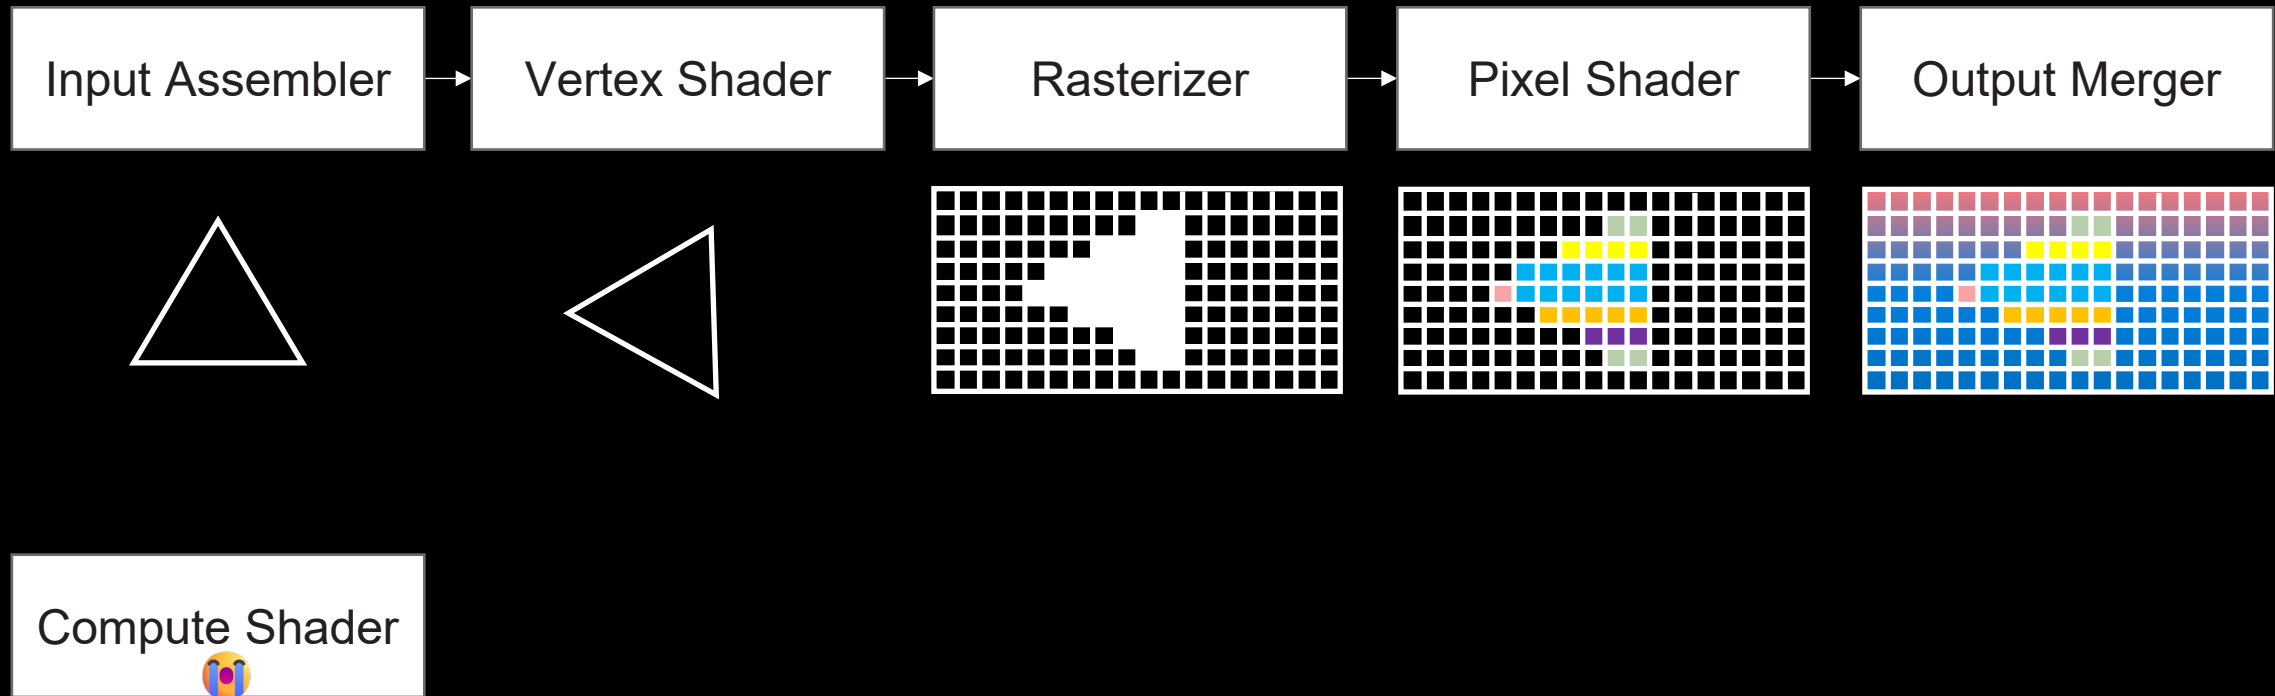 Input Assembler
Vertex Shader
Rasterizer
Pixel Shader
Output Merger
Compute Shader